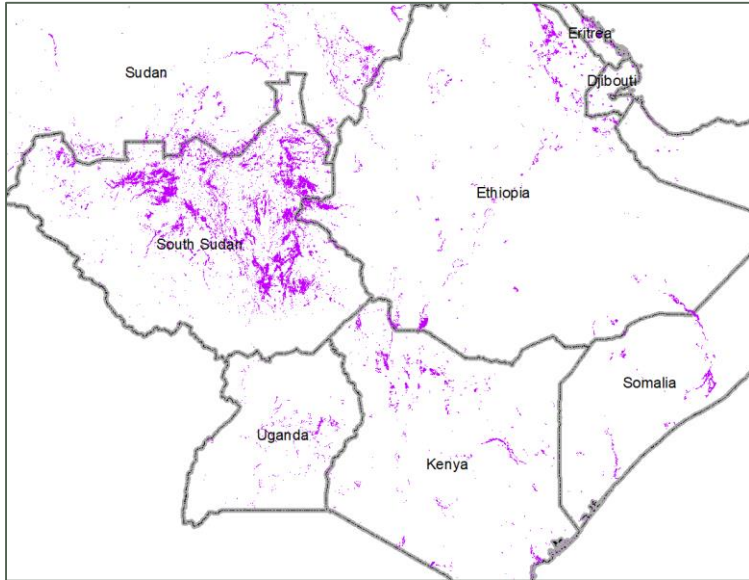 Eritrea
Sudan
Djibouti
Ethiopia
South Sudan
Somalia
Uganda
Kenya